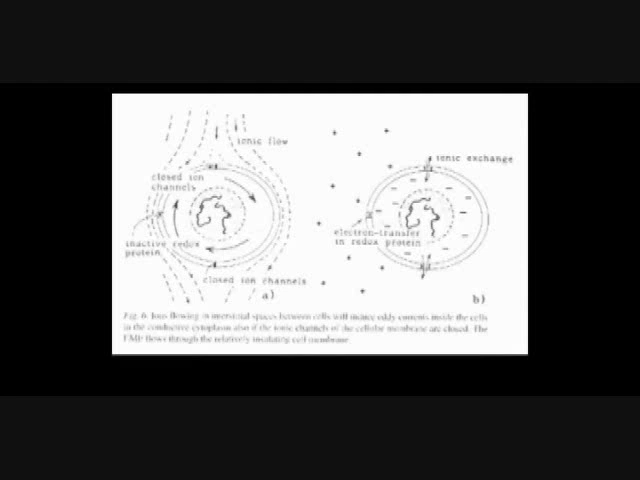 ionic flow
closed ion
channels
inactive redox
protein
closed ion channels
a)
ionic exchange
electron-transfer
in redox protein
b)
Fig. 6. Ions flowing in interstitial spaces between cells will induce eddy currents inside the cells
in the conductive cytoplasm also if the ionic channels of the cellular membrane are closed. The
EMF flows through the relatively insulating cell membrane